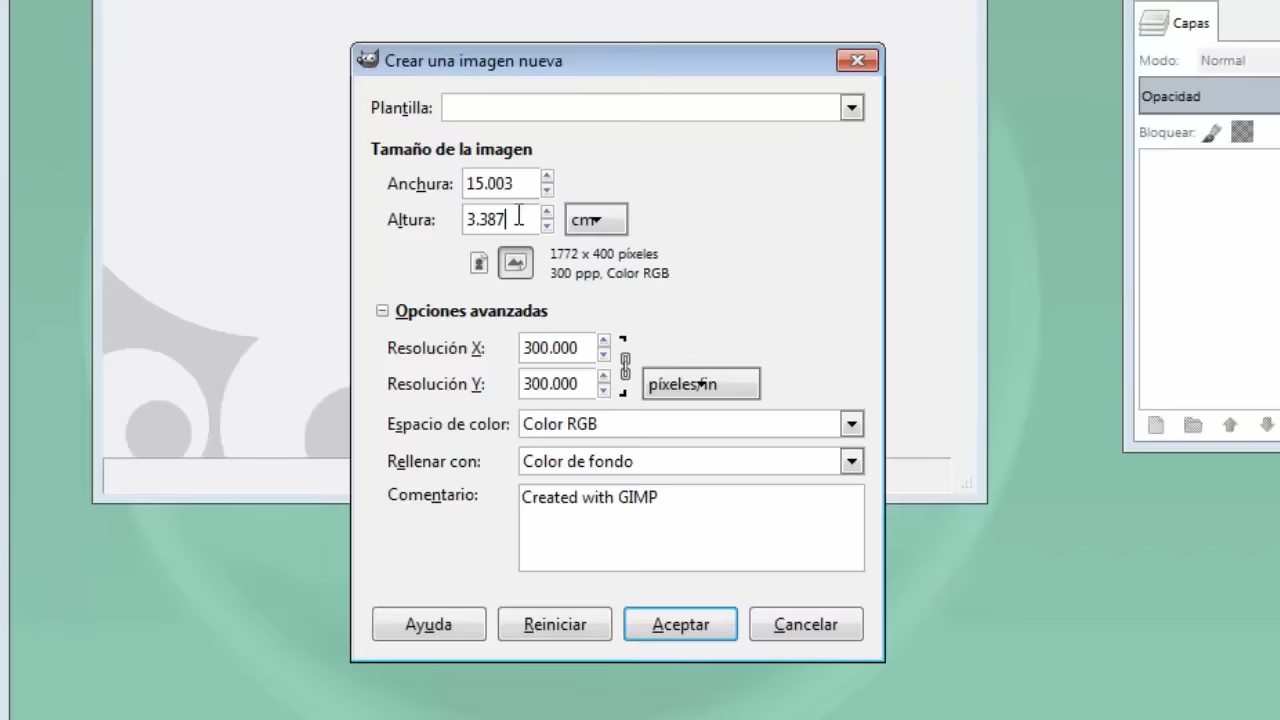 Crear una imagen nueva
Plantilla:
Tamaño de la imagen
Anchura: 15.003
Altura: 3.387 cm
1772 x 400 píxeles
300 ppp, Color RGB
Opciones avanzadas
Resolución X: 300.000
Resolución Y: 300.000 píxeles/in
Espacio de color: Color RGB
Rellenar con: Color de fondo
Comentario: Created with GIMP
Ayuda Reiniciar Aceptar Cancelar
Capas
Modo: Normal
Opacidad
Bloquear: